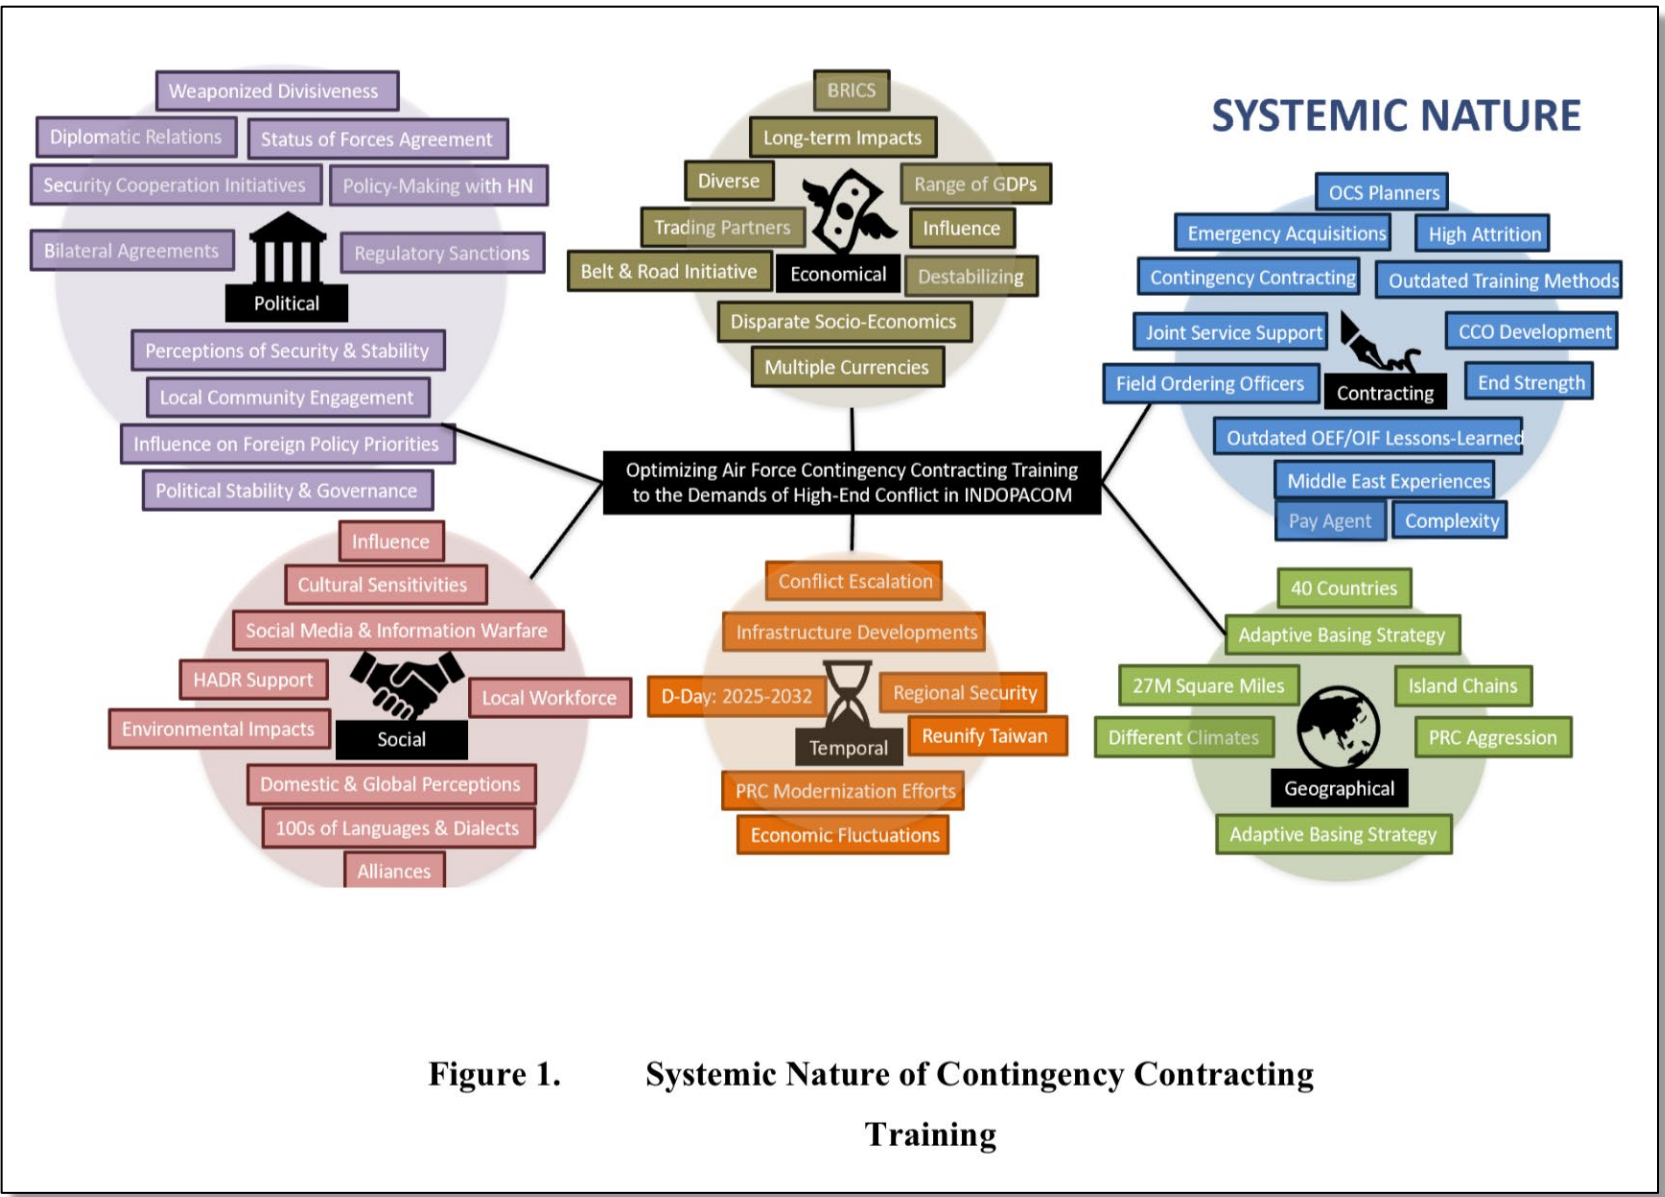 SYSTEMIC NATURE
Weaponized Divisiveness
Diplomatic Relations
Status of Forces Agreement
Security Cooperation Initiatives
Policy-Making with HN
Bilateral Agreements
Regulatory Sanctions
Political
Perceptions of Security & Stability
Local Community Engagement
Influence on Foreign Policy Priorities
Political Stability & Governance
BRICS
Long-term Impacts
Diverse
Range of GDPs
Trading Partners
Influence
Belt & Road Initiative
Economical
Destabilizing
Disparate Socio-Economics
Multiple Currencies
OCS Planners
Emergency Acquisitions
High Attrition
Contingency Contracting
Outdated Training Methods
Joint Service Support
CCO Development
Field Ordering Officers
Contracting
End Strength
Outdated OEF/OIF Lessons-Learned
Middle East Experiences
Pay Agent
Complexity
Optimizing Air Force Contingency Contracting Training
to the Demands of High-End Conflict in INDOPACOM
Influence
Cultural Sensitivities
Social Media & Information Warfare
HADR Support
Local Workforce
Environmental Impacts
Social
Domestic & Global Perceptions
100s of Languages & Dialects
Alliances
Conflict Escalation
Infrastructure Developments
D-Day: 2025-2032
Regional Security
Reunify Taiwan
Temporal
PRC Modernization Efforts
Economic Fluctuations
40 Countries
Adaptive Basing Strategy
27M Square Miles
Island Chains
Different Climates
PRC Aggression
Geographical
Adaptive Basing Strategy
Figure 1. Systemic Nature of Contingency Contracting
Training